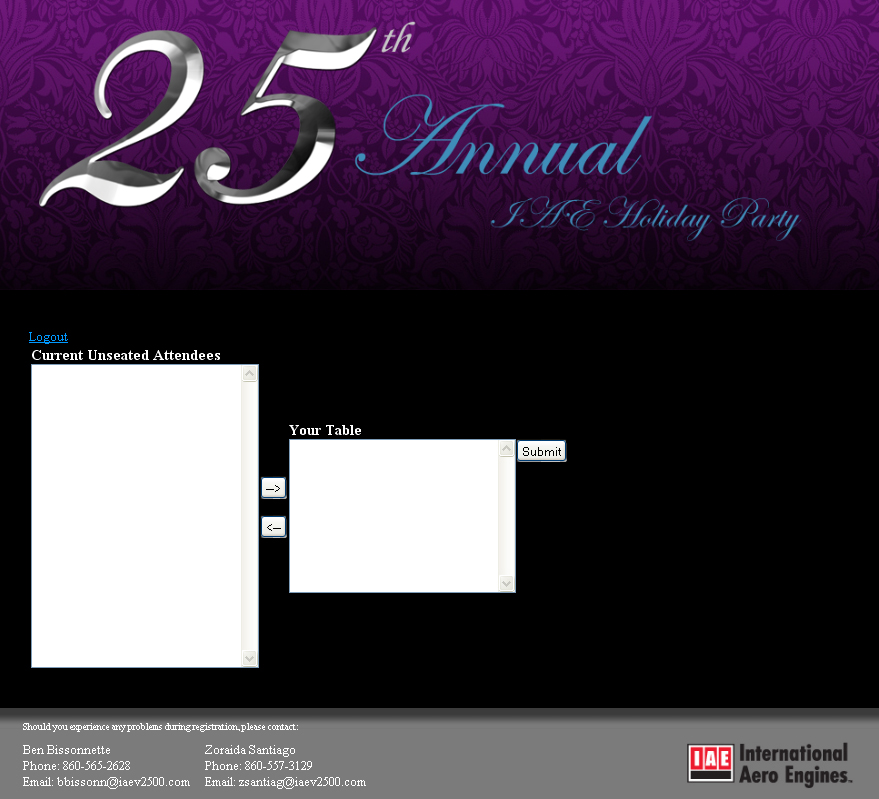 25th
Annual
IAE Holiday Party
Logout
Current Unseated Attendees
Your Table
Submit
-->
<--
Should you experience any problems during registration, please contact:
Ben Bissonnette
Phone: 860-565-2628
Email: bbissonn@iaev2500.com
Zoraida Santiago
Phone: 860-557-3129
Email: zsantiag@iaev2500.com
IAE International
Aero Engines